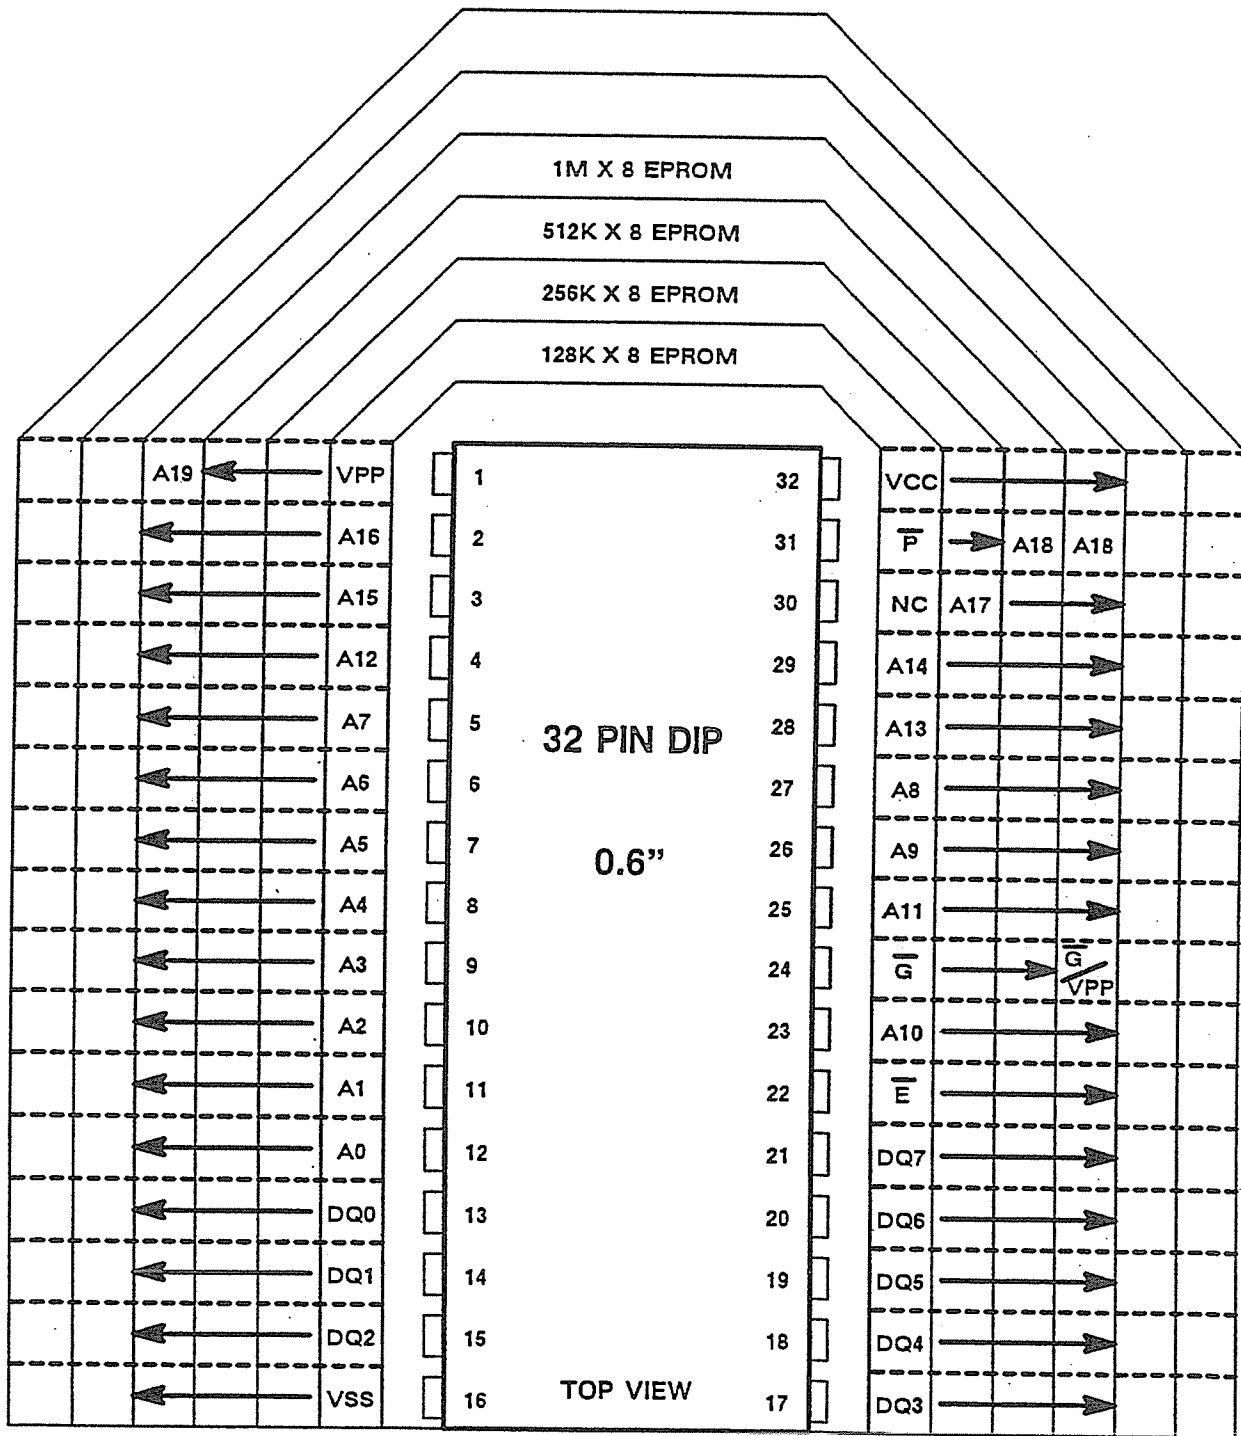 1M X 8 EPROM
512K X 8 EPROM
256K X 8 EPROM
128K X 8 EPROM
A19 VPP 1 32 VCC
A16 2 31 P̅ A18 A18
A15 3 30 NC A17
A12 4 29 A14
A7 5 28 A13
32 PIN DIP
A6 6 27 A8
A5 7 26 A9
0.6”
A4 8 25 A11
A3 9 24 G̅ G̅/VPP
A2 10 23 A10
A1 11 22 E̅
A0 12 21 DQ7
DQ0 13 20 DQ6
DQ1 14 19 DQ5
DQ2 15 18 DQ4
VSS 16 TOP VIEW 17 DQ3